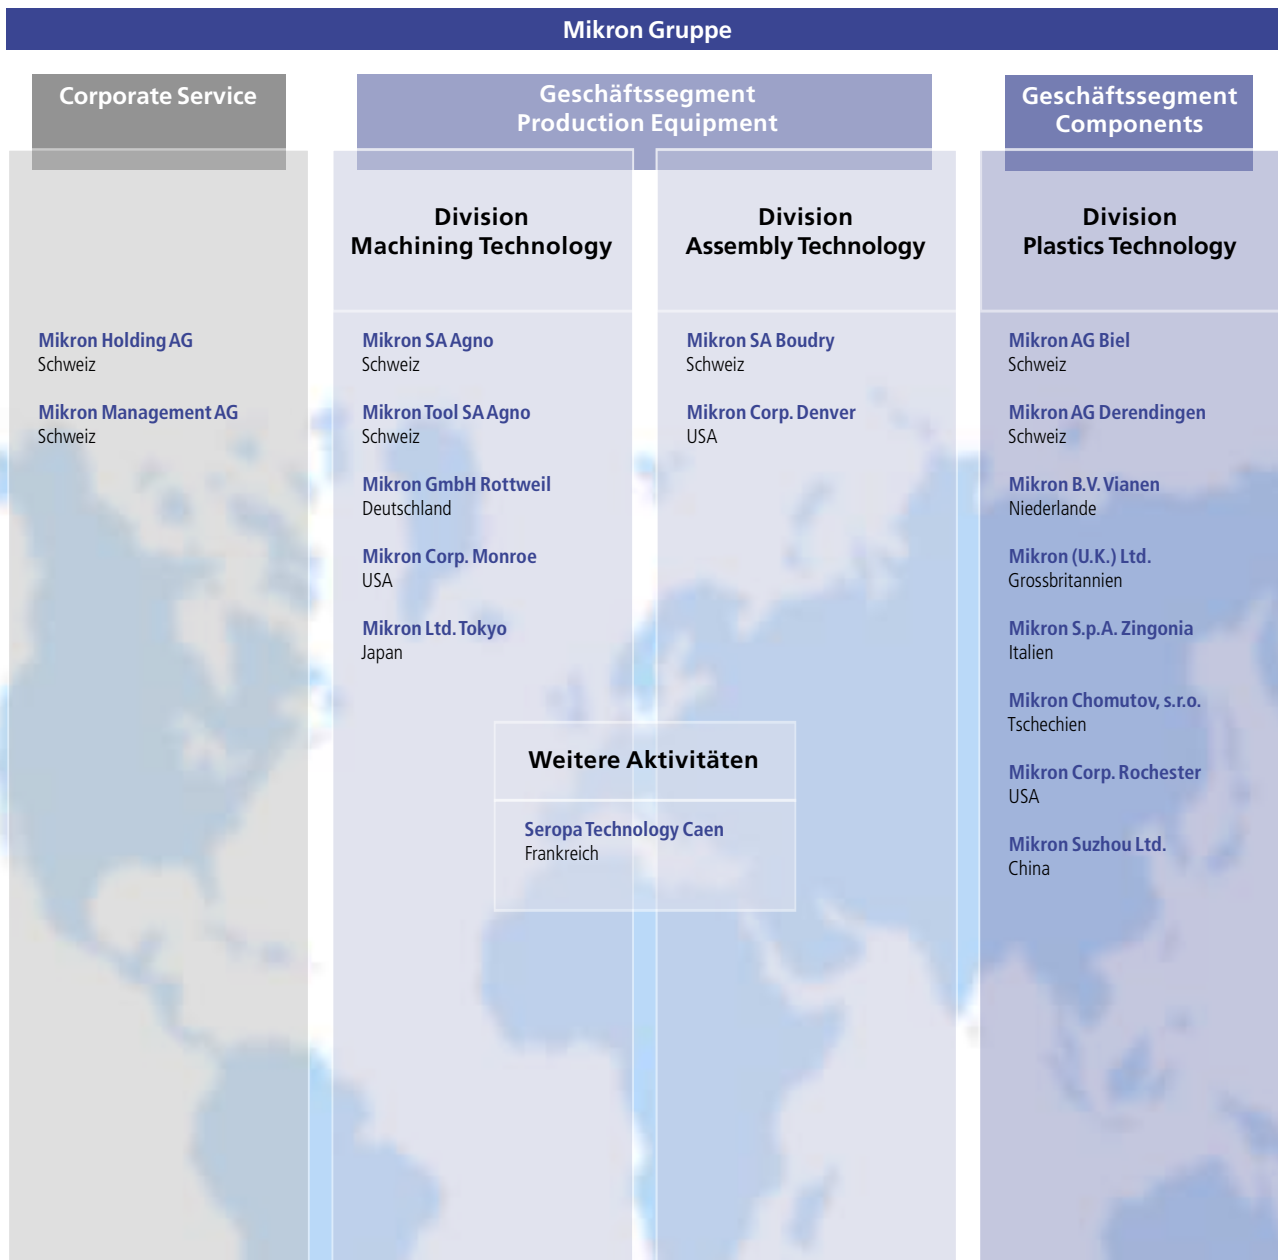 Mikron Gruppe
Corporate Service
Mikron Holding AG
Schweiz
Mikron Management AG
Schweiz
Geschäftssegment
Production Equipment
Division
Machining Technology
Mikron SA Agno
Schweiz
Mikron Tool SA Agno
Schweiz
Mikron GmbH Rottweil
Deutschland
Mikron Corp. Monroe
USA
Mikron Ltd. Tokyo
Japan
Division
Assembly Technology
Mikron SA Boudry
Schweiz
Mikron Corp. Denver
USA
Weitere Aktivitäten
Seropa Technology Caen
Frankreich
Geschäftssegment
Components
Division
Plastics Technology
Mikron AG Biel
Schweiz
Mikron AG Derendingen
Schweiz
Mikron B.V. Vianen
Niederlande
Mikron (U.K.) Ltd.
Grossbritannien
Mikron S.p.A. Zingonia
Italien
Mikron Chomutov, s.r.o.
Tschechien
Mikron Corp. Rochester
USA
Mikron Suzhou Ltd.
China